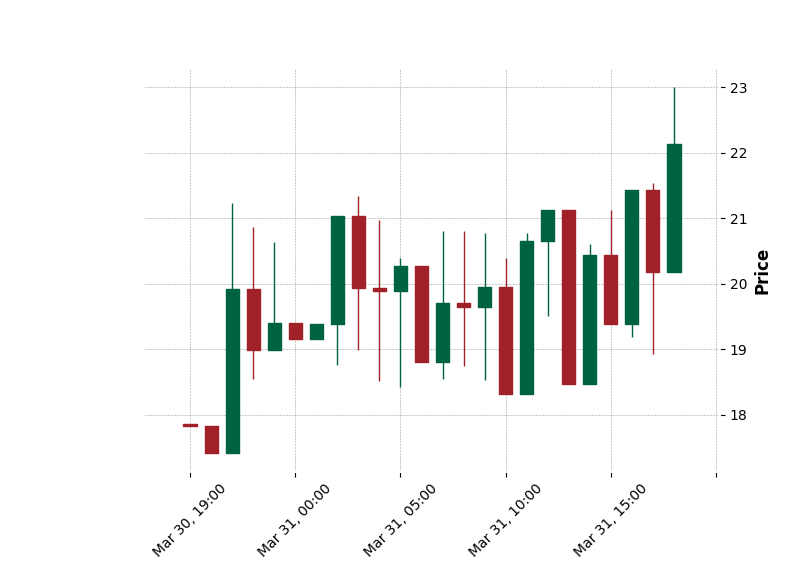 23
22
21
20
19
18
Price
Mar 30, 19:00
Mar 31, 00:00
Mar 31, 05:00
Mar 31, 10:00
Mar 31, 15:00